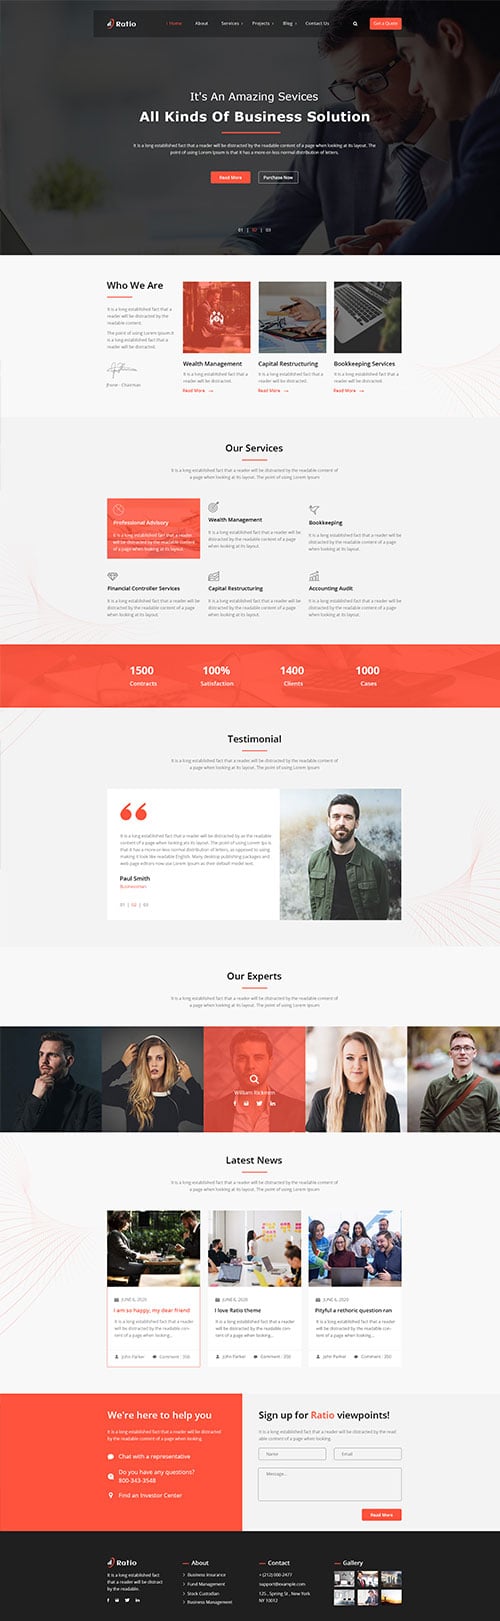 Ratio
Home About Services Projects Blog Contact Us Get a Quote
It's An Amazing Sevices
All Kinds Of Business Solution
It is a long established fact that a reader will be distracted by the readable content of a page when looking at its layout. The
point of using Lorem Ipsum is that it has a more-or-less normal distribution of letters,
Read More Purchase Now
01 | 02 | 03
Who We Are
It is a long established fact that a
reader will be distracted by the
readable content.
The point of using Lorem Ipsum.It
is a long established fact that a
reader will be distracted.
Jhone - Chairman
Wealth Management
It is a long established fact that a
reader will be distracted.
Read More
Capital Restructuring
It is a long established fact that a
reader will be distracted.
Read More
Bookkeeping Services
It is a long established fact that a
reader will be distracted.
Read More
Our Services
It is a long established fact that a reader will be distracted by the readable content of
a page when looking at its layout. The point of using Lorem Ipsum
Professional Advisory
It is a long established fact that a reader
will be distracted by the readable content
of a page when looking at its layout.
Wealth Management
It is a long established fact that a reader will be
distracted by the readable content of a page
when looking at its layout.
Bookkeeping
It is a long established fact that a reader will be
distracted by the readable content of a page
when looking at its layout.
Financial Controller Services
It is a long established fact that a reader will be
distracted by the readable content of a page
when looking at its layout.
Capital Restructuring
It is a long established fact that a reader will be
distracted by the readable content of a page
when looking at its layout.
Accounting Audit
It is a long established fact that a reader will be
distracted by the readable content of a page
when looking at its layout.
1500 100% 1400 1000
Contracts Satisfaction Clients Cases
Testimonial
It is a long established fact that a reader will be distracted by the readable content of
a page when looking at its layout. The point of using Lorem Ipsum
It is a long established fact that a reader will be distracted by as the readable
content of a page when looking ats its layout. The point of using Lorem Ipsu is
that it has a more-or-less normal distribution of letters, as opposed to using
making it look like readable English. Many desktop publishing packages and
web page editors now use Lorem Ipsum as their default model text.
Paul Smith
Businessman
01 | 02 | 03
Our Experts
It is a long established fact that a reader will be distracted by the readable content of
a page when looking at its layout. The point of using Lorem Ipsum
William Rickmen
Latest News
It is a long established fact that a reader will be distracted by the readable content of
a page when looking at its layout. The point of using Lorem Ipsum
JUNE 6, 2020
I am so happy, my dear friend
It is a long established fact that a reader
will be distracted by the readable con-
tent of a page when looking...
John Parker Comment : 350
JUNE 6, 2020
I love Ratio theme
It is a long established fact that a reader
will be distracted by the readable con-
tent of a page when looking...
John Parker Comment : 350
JUNE 6, 2020
Pityful a rethoric question ran
It is a long established fact that a reader
will be distracted by the readable con-
tent of a page when looking...
John Parker Comment : 350
We're here to help you
It is a long established fact that a reader will be
distracted by the readable content of a page
when looking.
Chat with a representative
Do you have any questions?
800-343-3548
Find an Investor Center
Sign up for Ratio viewpoints!
It is a long established fact that a reader will be distracted by the read
able content of a page when looking.
Name Email
Message...
Read More
Ratio
It is a long established fact
that a reader will be distract
by the readable.
About
Business Insurance
Fund Management
Stock Custodian
Business Management
Contact
+ (212) 000-2477
support@example.com
125 , Spring St , New York
NY 10012
Gallery